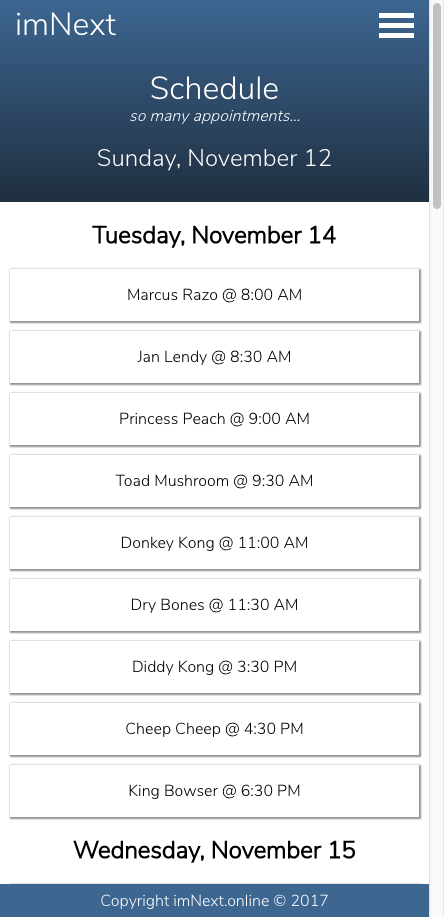 imNext
Schedule
so many appointments...
Sunday, November 12
Tuesday, November 14
Marcus Razo @ 8:00 AM
Jan Lendy @ 8:30 AM
Princess Peach @ 9:00 AM
Toad Mushroom @ 9:30 AM
Donkey Kong @ 11:00 AM
Dry Bones @ 11:30 AM
Diddy Kong @ 3:30 PM
Cheep Cheep @ 4:30 PM
King Bowser @ 6:30 PM
Wednesday, November 15
Copyright imNext.online © 2017